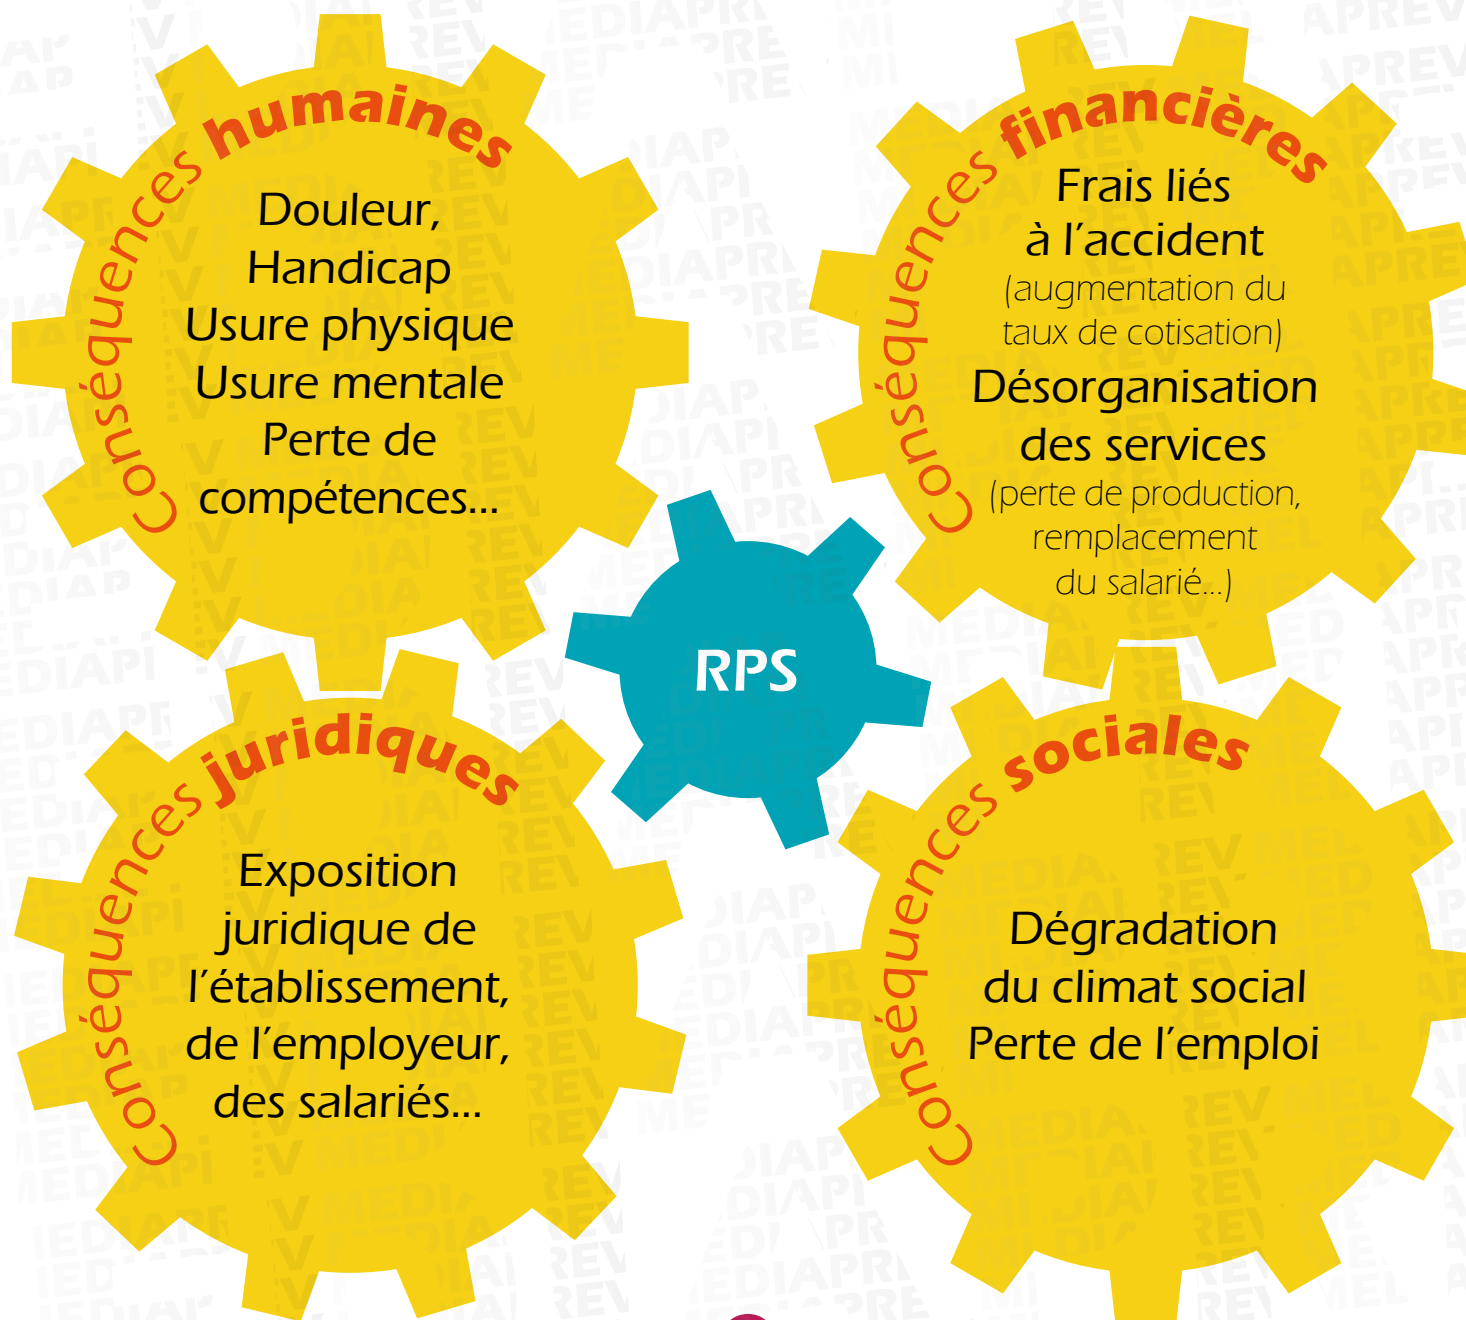 Conséquences humaines
Douleur,
Handicap
Usure physique
Usure mentale
Perte de
compétences...
Conséquences financières
Frais liés
à l'accident
(augmentation du
taux de cotisation)
Désorganisation
des services
(perte de production,
remplacement
du salarié...)
RPS
Conséquences juridiques
Exposition
juridique de
l'établissement,
de l'employeur,
des salariés...
Conséquences sociales
Dégradation
du climat social
Perte de l'emploi